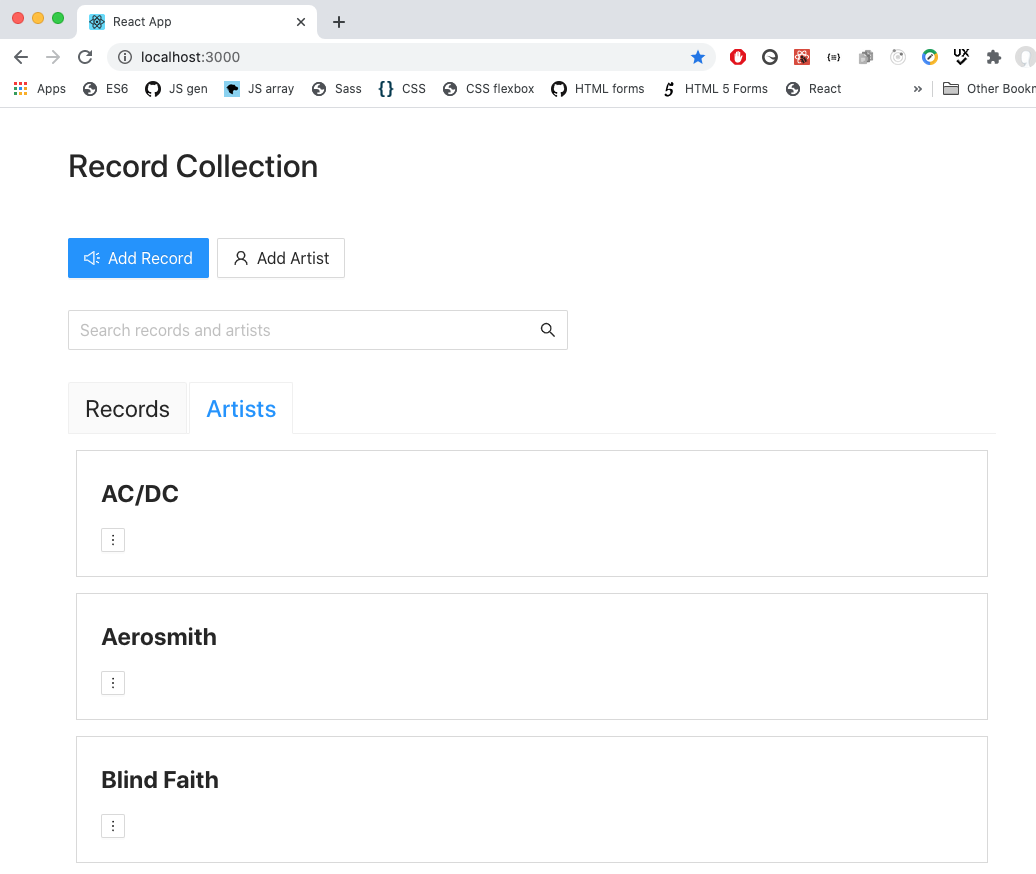 React App
localhost:3000
UX
Apps ES6 JS gen JS array Sass {} CSS CSS flexbox HTML forms 5 HTML 5 Forms React » Other Bookm
Record Collection
Add Record Add Artist
Search records and artists
Records Artists
AC/DC
Aerosmith
Blind Faith